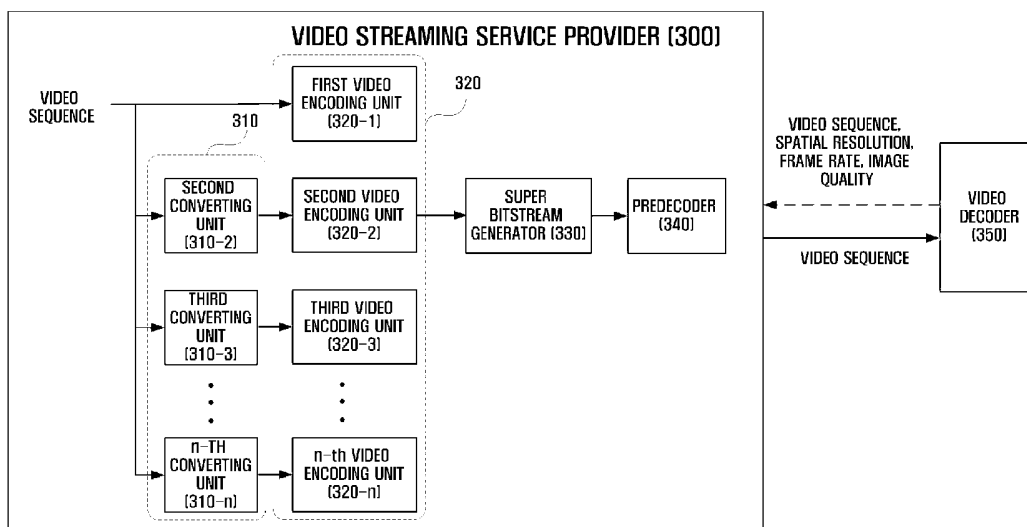 VIDEO STREAMING SERVICE PROVIDER (300)
VIDEO
SEQUENCE
FIRST VIDEO
ENCODING UNIT
(320-1)
320
310
SECOND
CONVERTING
UNIT
(310-2)
SECOND VIDEO
ENCODING UNIT
(320-2)
SUPER
BITSTREAM
GENERATOR (330)
PREDECODER
(340)
VIDEO SEQUENCE,
SPATIAL RESOLUTION,
FRAME RATE, IMAGE
QUALITY
VIDEO SEQUENCE
VIDEO
DECODER
(350)
THIRD
CONVERTING
UNIT
(310-3)
THIRD VIDEO
ENCODING UNIT
(320-3)
n-TH
CONVERTING
UNIT
(310-n)
n-th VIDEO
ENCODING UNIT
(320-n)